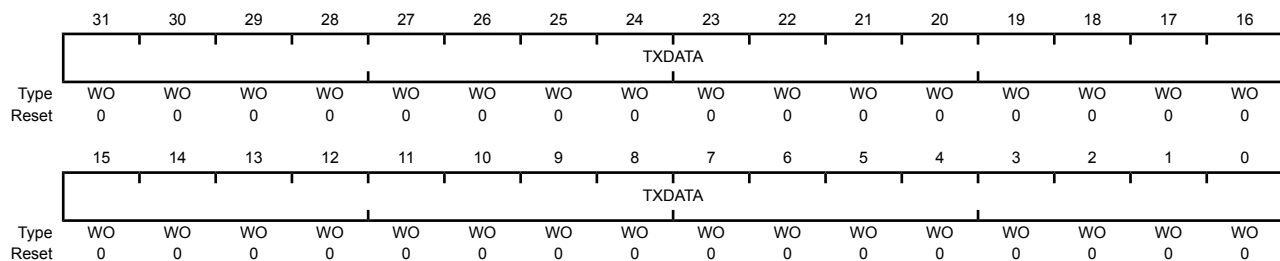 31 30 29 28 27 26 25 24 23 22 21 20 19 18 17 16
TXDATA
Type WO WO WO WO WO WO WO WO WO WO WO WO WO WO WO WO
Reset 0 0 0 0 0 0 0 0 0 0 0 0 0 0 0 0
15 14 13 12 11 10 9 8 7 6 5 4 3 2 1 0
TXDATA
Type WO WO WO WO WO WO WO WO WO WO WO WO WO WO WO WO
Reset 0 0 0 0 0 0 0 0 0 0 0 0 0 0 0 0